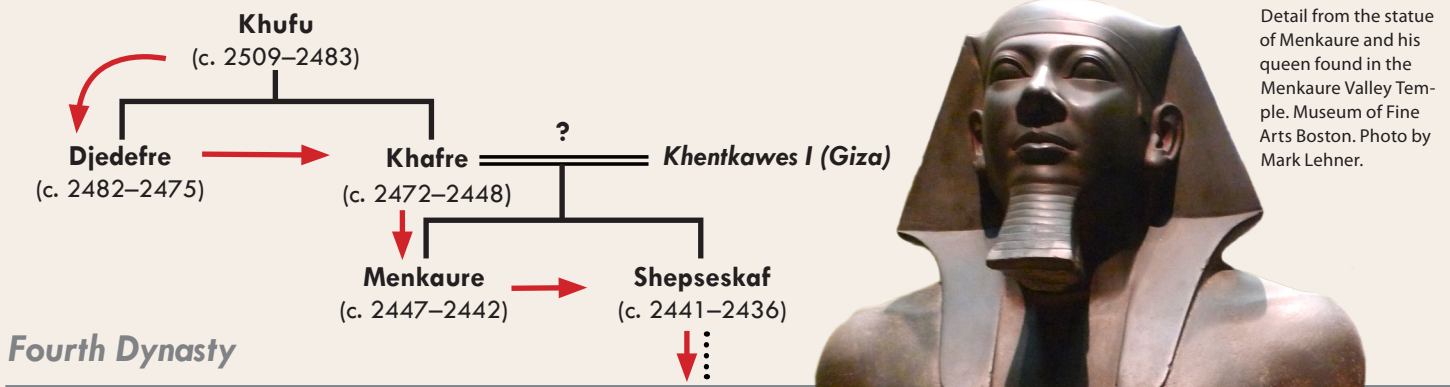 Khufu
(c. 2509–2483)
Djedefre
(c. 2482–2475)
Khafre
(c. 2472–2448)
?
Khentkawes I (Giza)
Menkaure
(c. 2447–2442)
Shepseskaf
(c. 2441–2436)
Fourth Dynasty
Detail from the statue
of Menkaure and his
queen found in the
Menkaure Valley Tem-
ple. Museum of Fine
Arts Boston. Photo by
Mark Lehner.